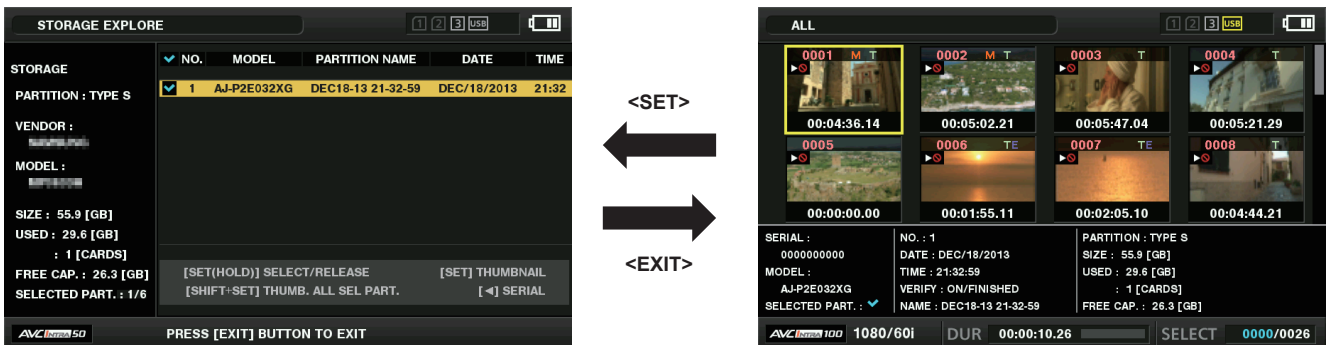 STORAGE EXPLORE
1 2 3 USB
STORAGE
PARTITION : TYPE S
VENDOR :
MODEL :
SIZE : 55.9 [GB]
USED : 29.6 [GB]
: 1 [CARDS]
FREE CAP. : 26.3 [GB]
SELECTED PART. : 1/6
NO. MODEL PARTITION NAME DATE TIME
1 AJ-P2E032XG DEC18-13 21-32-59 DEC/18/2013 21:32
[SET(HOLD)] SELECT/RELEASE [SET] THUMBNAIL
[SHIFT+SET] THUMB. ALL SEL PART. [◄] SERIAL
AVC INTRA 50 PRESS [EXIT] BUTTON TO EXIT
<SET>
<EXIT>
ALL
1 2 3 USB
0001 M T
0002 M T
0003 T
0004 T
00:04:36.14
00:05:02.21
00:05:47.04
00:05:21.29
0005
0006 TE
0007 TE
0008 T
00:00:00.00
00:01:55.11
00:02:05.10
00:04:44.21
SERIAL :
0000000000
MODEL :
AJ-P2E032XG
SELECTED PART. :
NO. : 1
DATE : DEC/18/2013
TIME : 21:32:59
VERIFY : ON/FINISHED
NAME : DEC18-13 21-32-59
PARTITION : TYPE S
SIZE : 55.9 [GB]
USED : 29.6 [GB]
: 1 [CARDS]
FREE CAP. : 26.3 [GB]
AVC INTRA 100 1080/60i DUR 00:00:10.26 SELECT 0000/0026